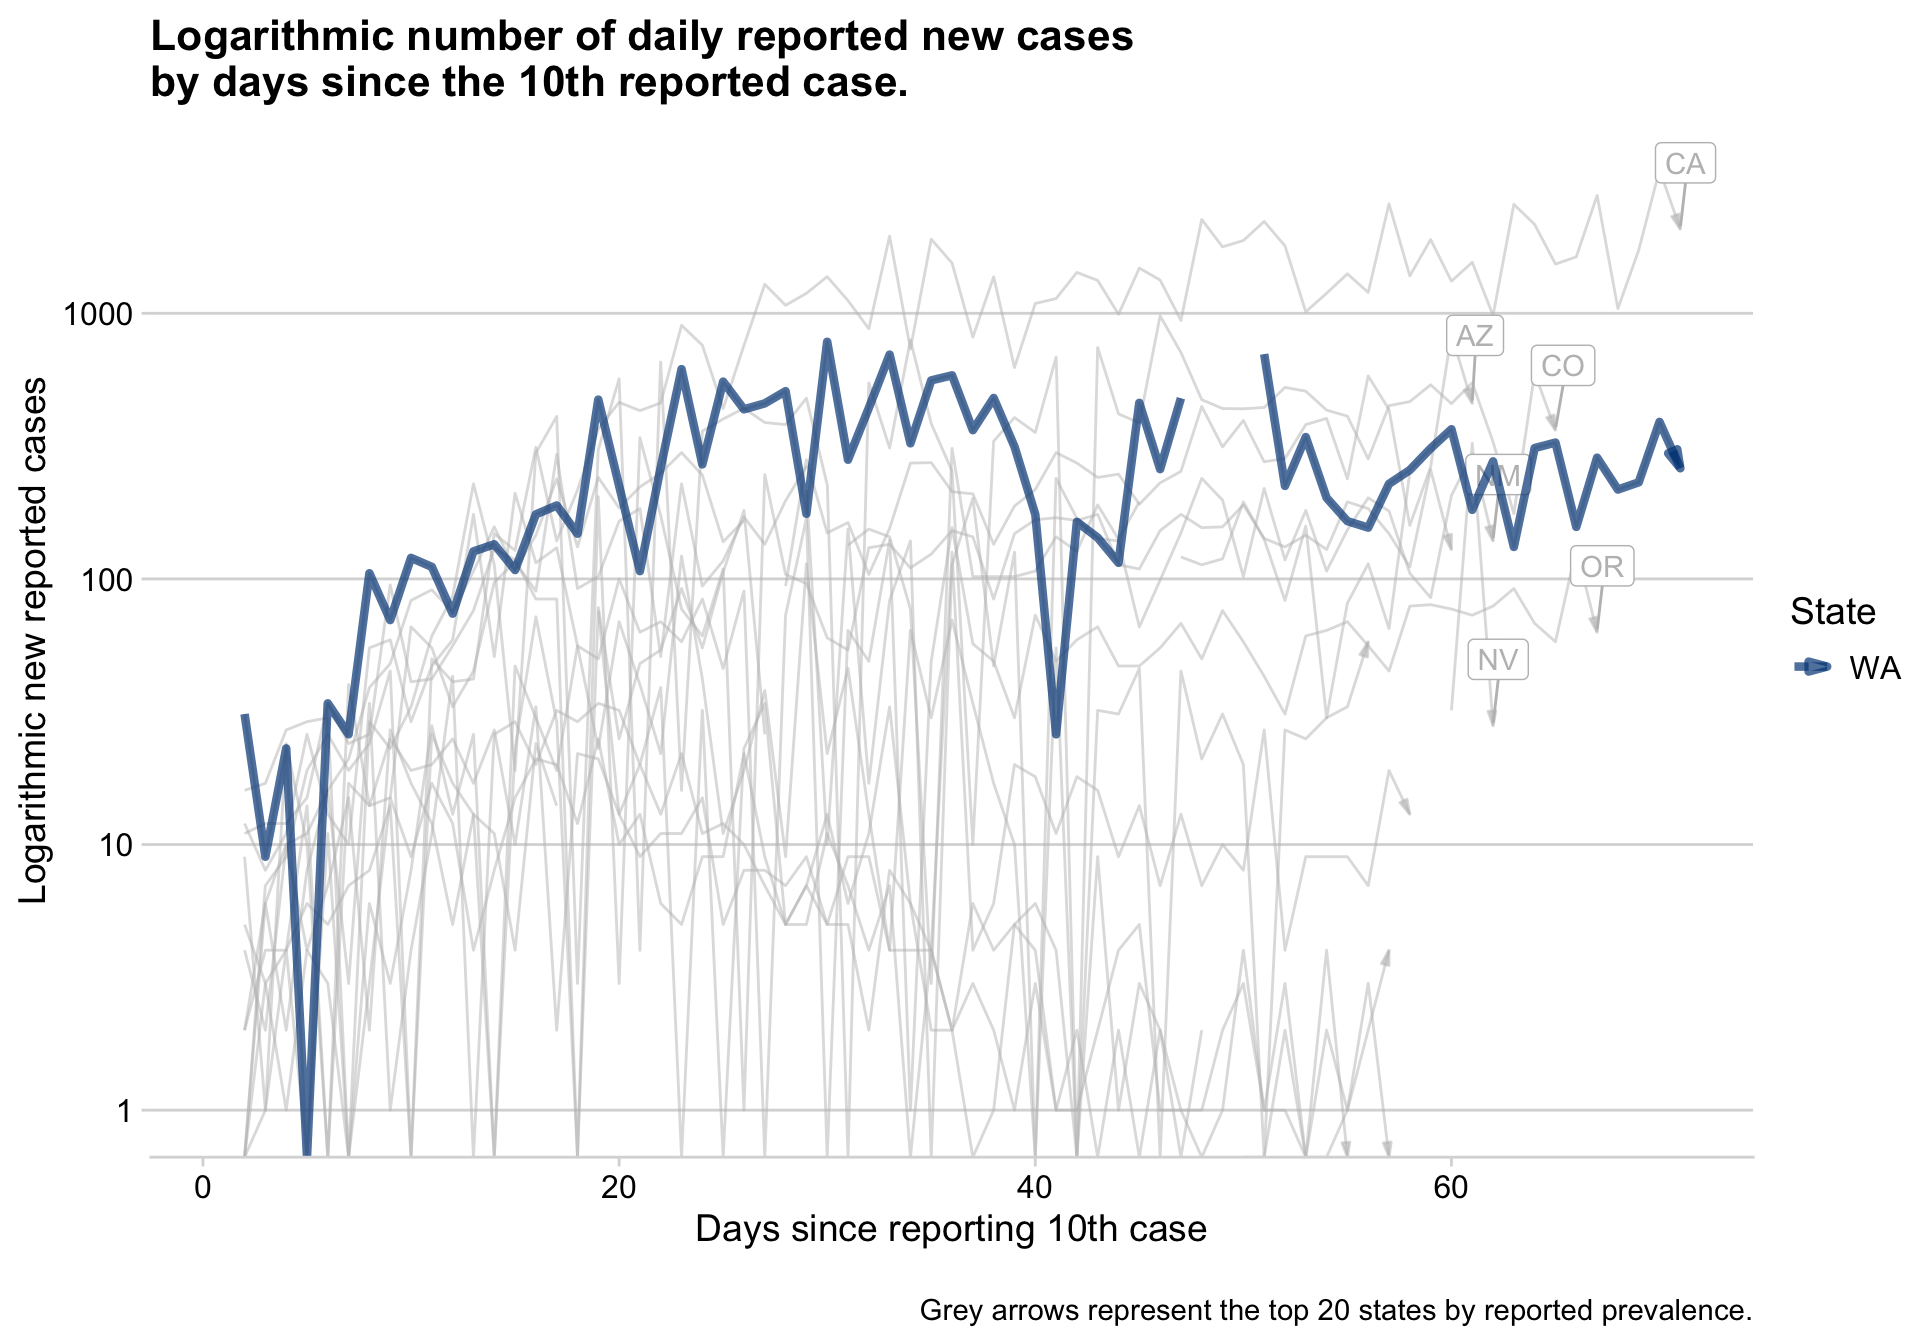 Logarithmic number of daily reported new cases
by days since the 10th reported case.
CA
1000
AZ
CO
NM
OR
100
NV
10
1
Logarithmic new reported cases
0 20 40 60
Days since reporting 10th case
State
WA
Grey arrows represent the top 20 states by reported prevalence.